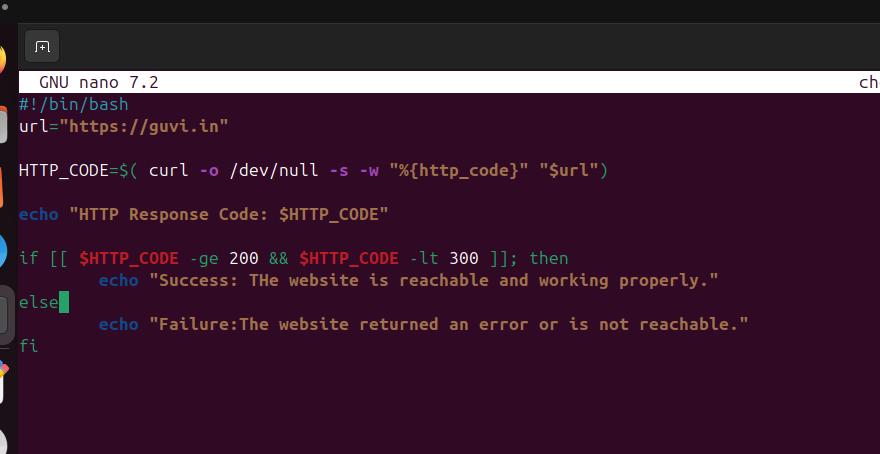 GNU nano 7.2 ch
#!/bin/bash
url="https://guvi.in"
HTTP_CODE=$( curl -o /dev/null -s -w "%{http_code}" "$url")
echo "HTTP Response Code: $HTTP_CODE"
if [[ $HTTP_CODE -ge 200 && $HTTP_CODE -lt 300 ]]; then
echo "Success: THe website is reachable and working properly."
else
echo "Failure:The website returned an error or is not reachable."
fi